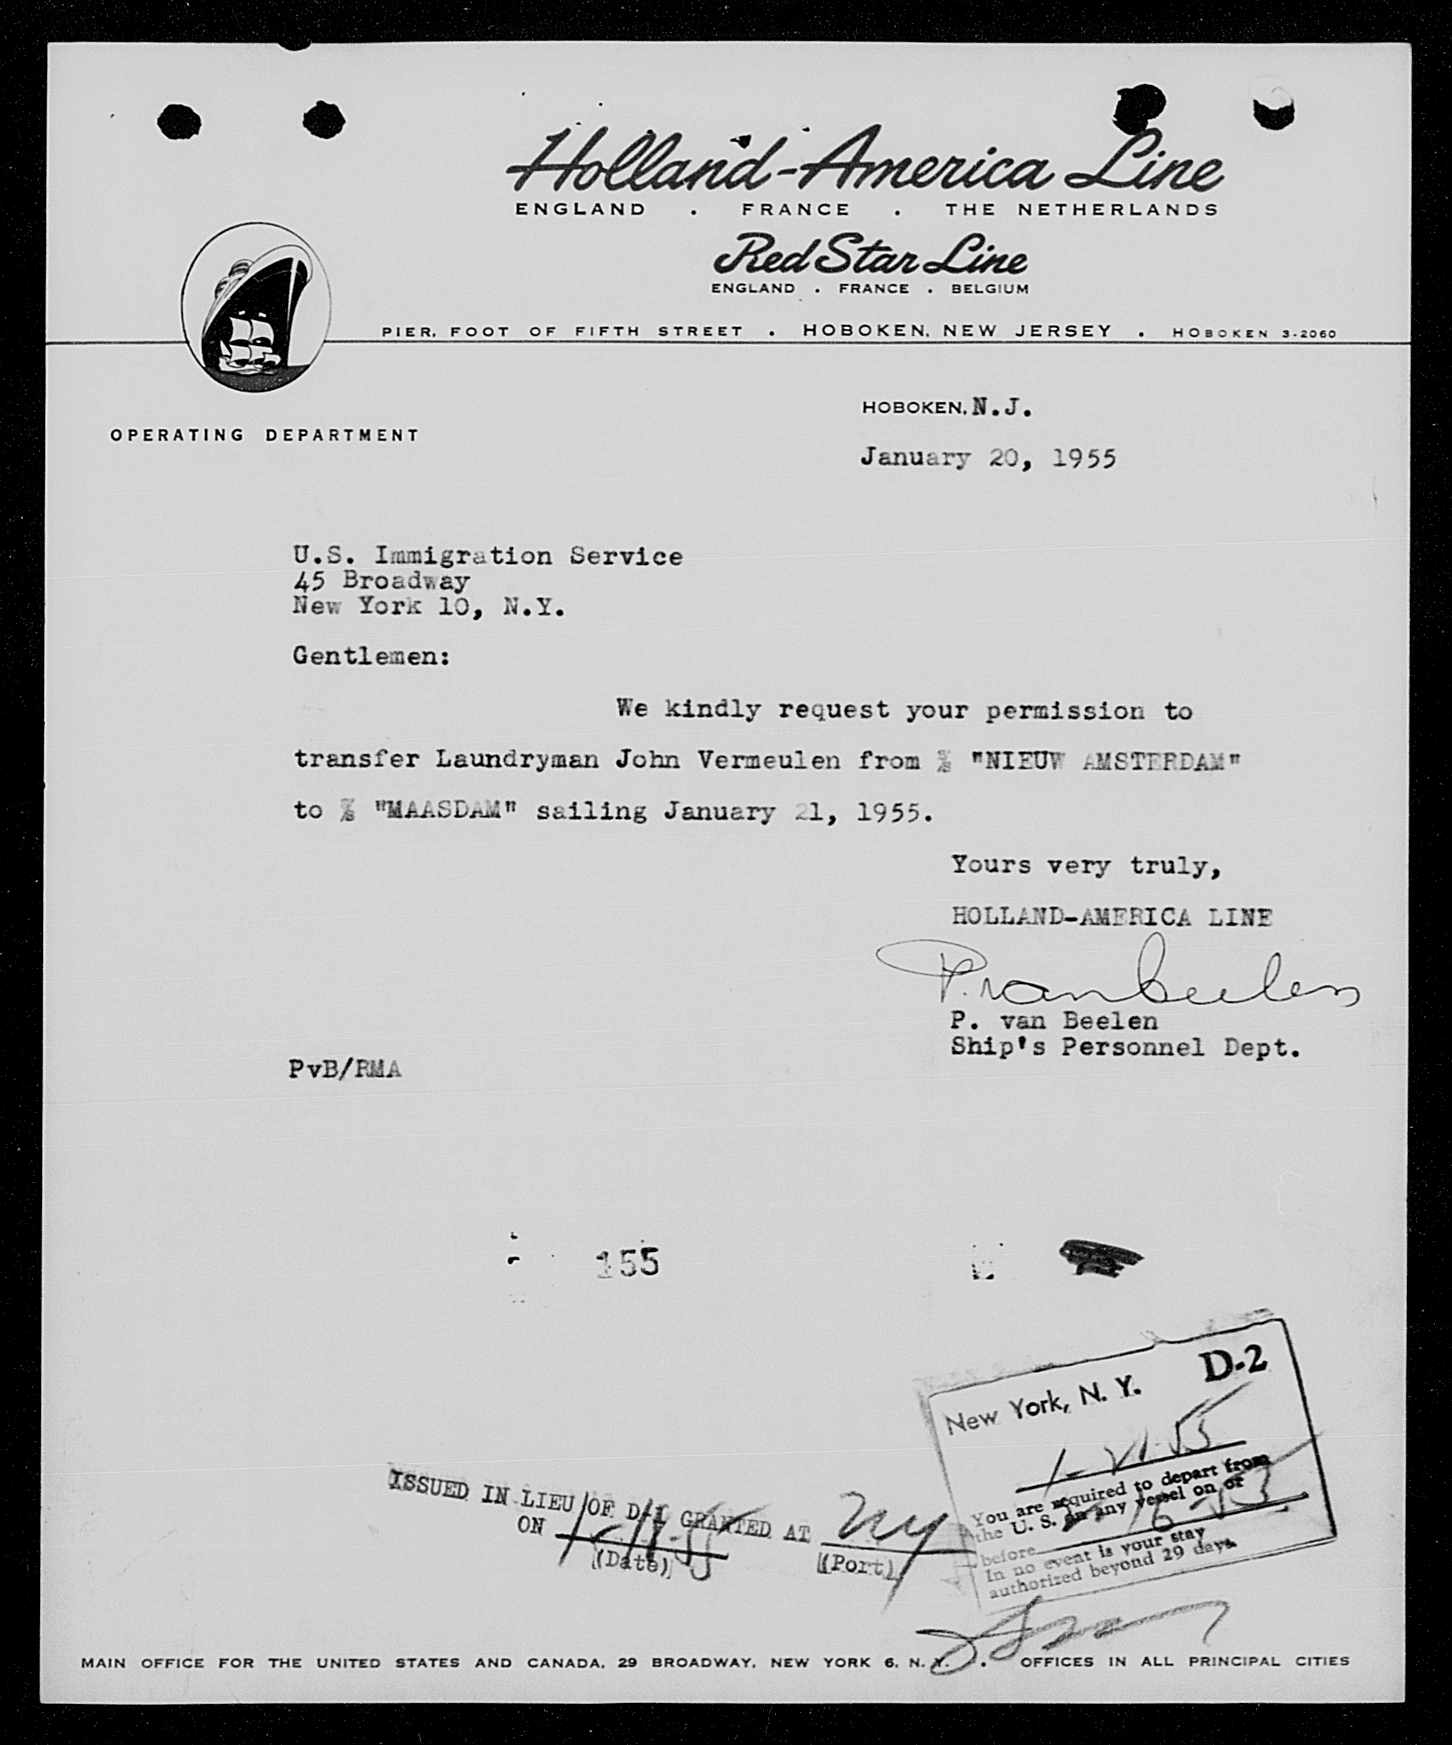 Holland-America Line
ENGLAND . FRANCE . THE NETHERLANDS
Red Star Line
ENGLAND . FRANCE . BELGIUM
PIER, FOOT OF FIFTH STREET . HOBOKEN, NEW JERSEY . HOBOKEN 3-2060
OPERATING DEPARTMENT
HOBOKEN, N.J.
January 20, 1955
U.S. Immigration Service
45 Broadway
New York 10, N.Y.
Gentlemen:
We kindly request your permission to
transfer Laundryman John Vermeulen from "NIEUW AMSTERDAM"
to "MAASDAM" sailing January 21, 1955.
Yours very truly,
HOLLAND-AMERICA LINE
P. van Beelen
P. van Beelen
Ship's Personnel Dept.
PvB/RMA
155
New York, N. Y. D-2
1-21-55
You are required to depart from
the U. S. on any vessel on or
before
In no event is your stay
authorized beyond 29 days.
ISSUED IN LIEU OF D-1 GRANTED AT NY
ON
(Date) (Port)
MAIN OFFICE FOR THE UNITED STATES AND CANADA, 29 BROADWAY, NEW YORK 6, N. Y. . OFFICES IN ALL PRINCIPAL CITIES